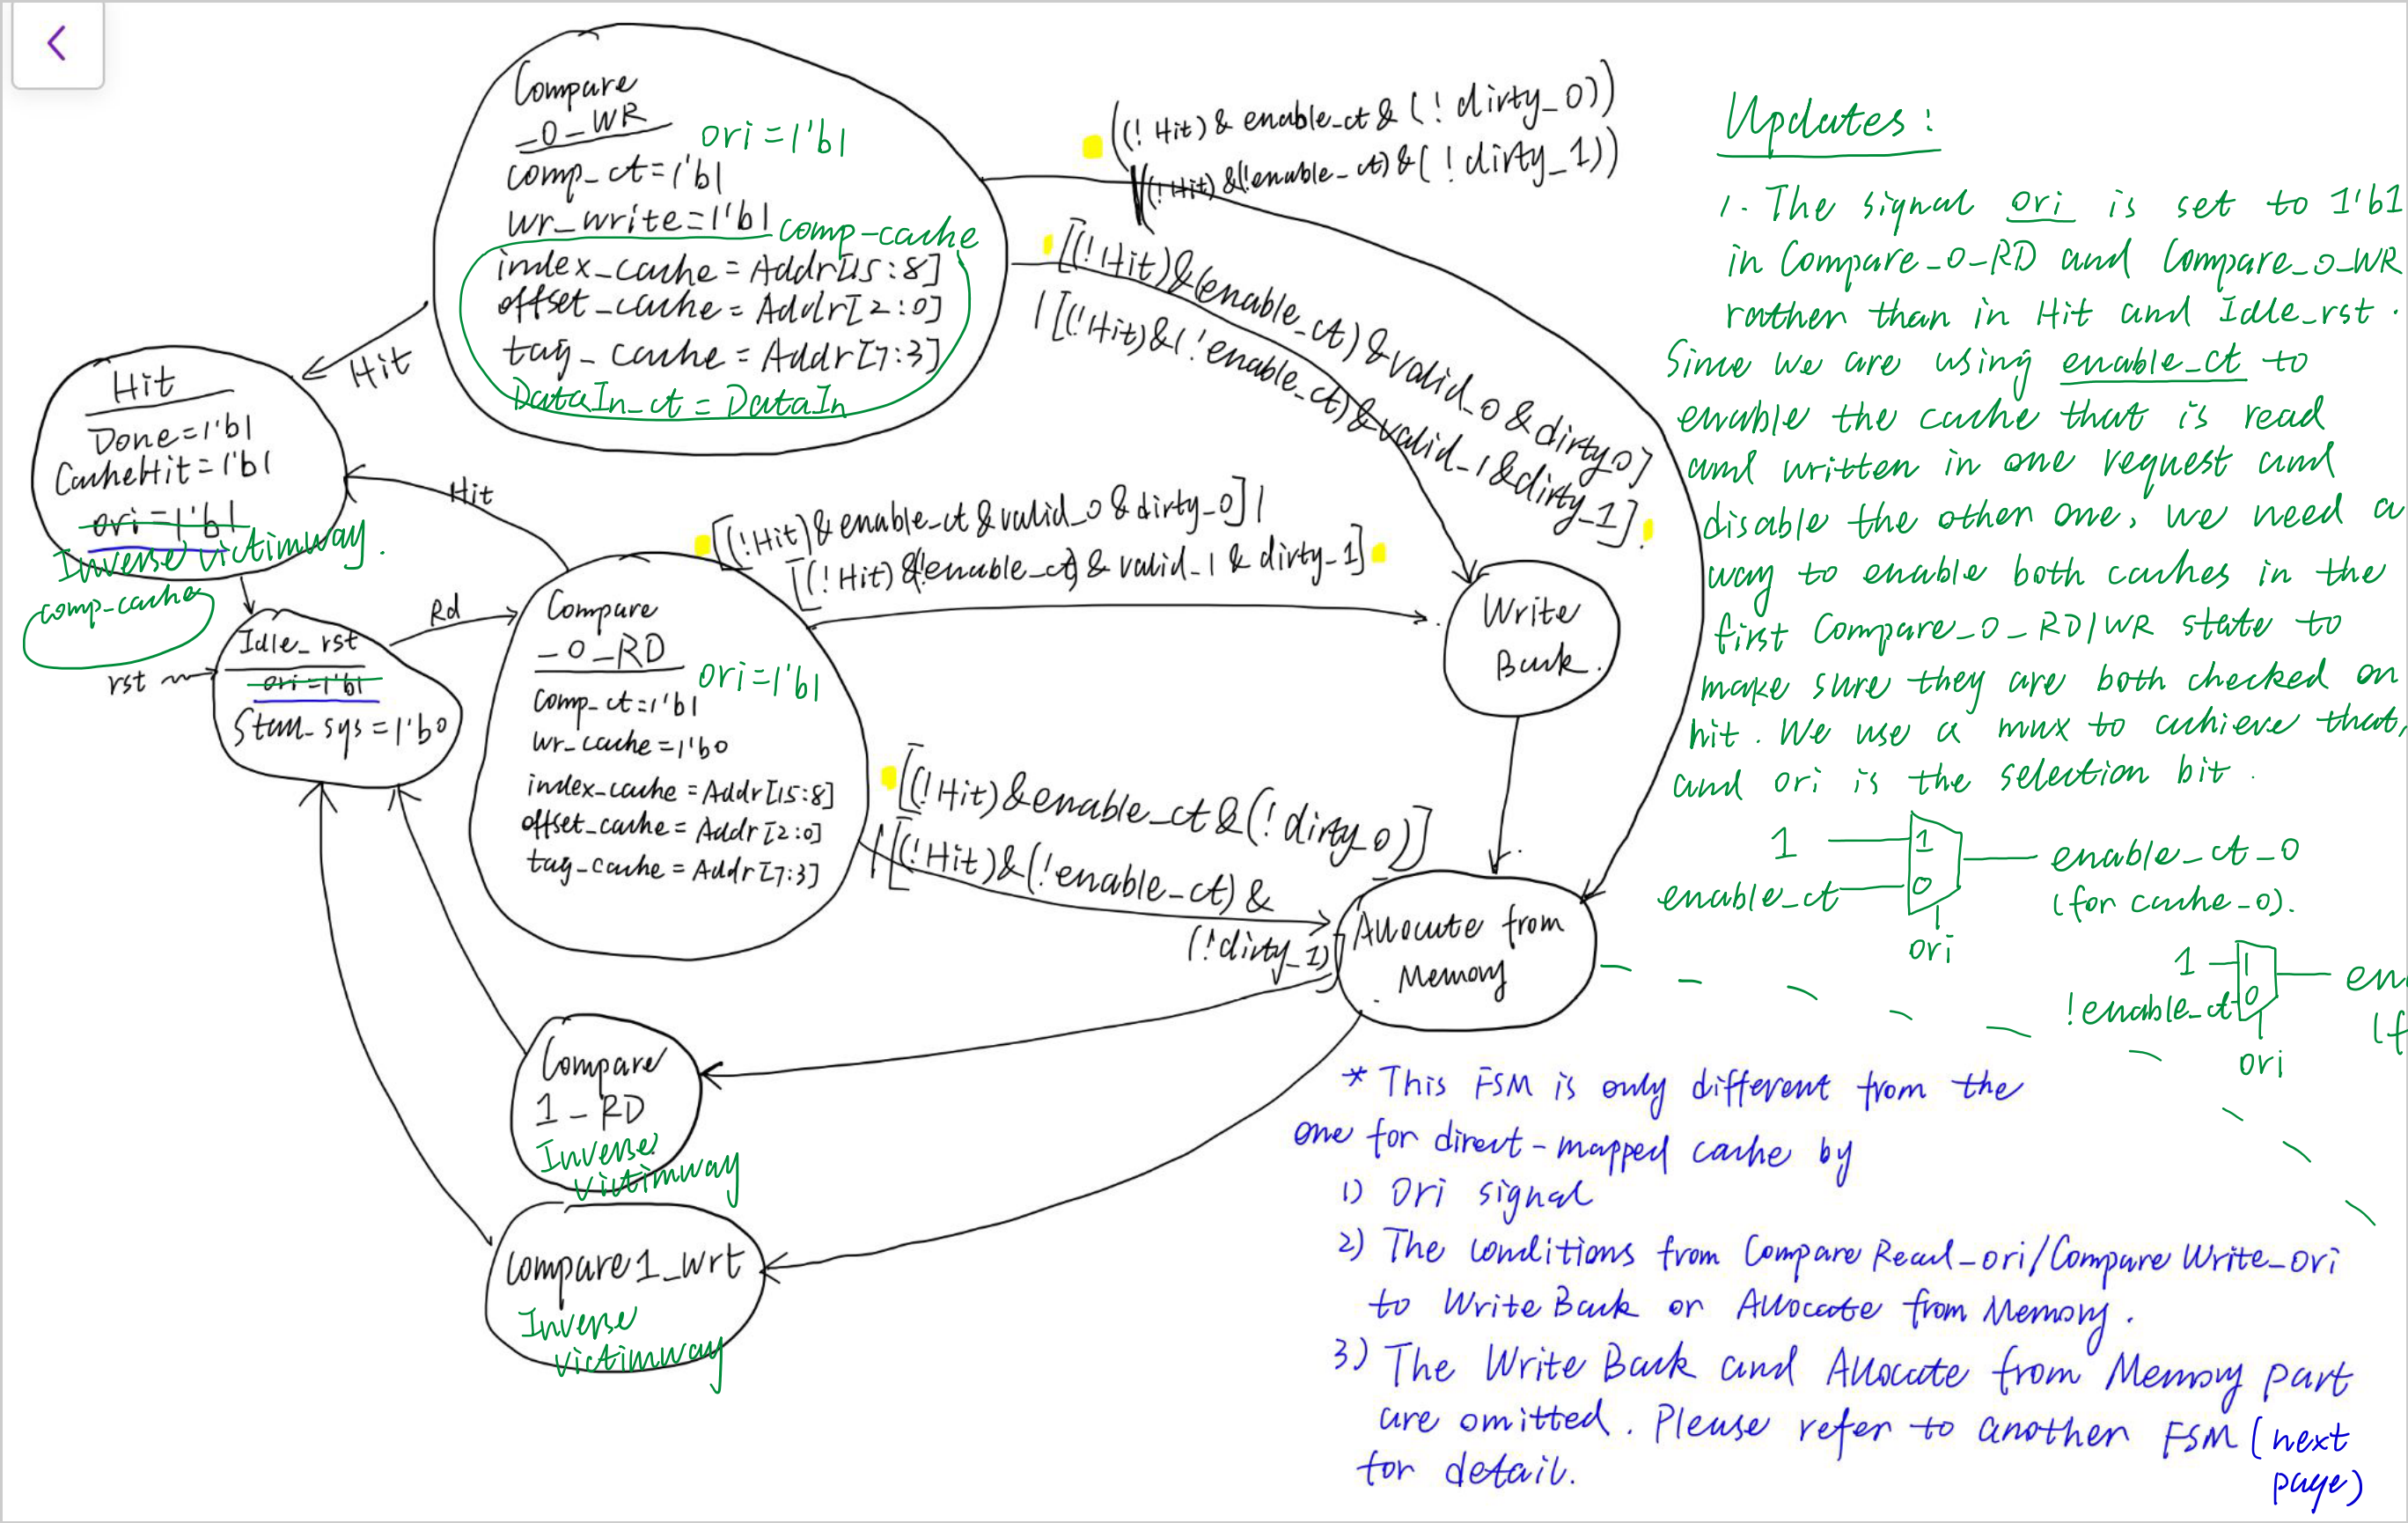 Compare
_0_WR
ori=1'b1
comp_ct=1'b1
wr_write=1'b1
comp-cache
index_cache = Addr[15:8]
offset_cache = Addr[2:0]
tag_cache = Addr[7:3]
DataIn_ct = DataIn
((! Hit) & enable_ct & (! dirty_0))
|((! Hit) & (!enable_ct) & (! dirty_1))
[(!Hit)&(enable_ct)&valid_0 & dirty_0]
|[(!Hit)&(!enable_ct)&valid_1&dirty_1].
Hit
Hit
Done=1'b1
CacheHit=1'b1
ori=1'b1
Inverse victimway.
comp-cache
Hit
[(!Hit)&enable_ct&valid_0&dirty_0]|
[(!Hit)&(!enable_ct)& valid_1 & dirty_1]
rst
Idle_rst
ori=1'b1
Stall_sys=1'b0
Rd
Compare
_0_RD
ori=1'b1
comp_ct=1'b1
wr_cache=1'b0
index_cache = Addr[15:8]
offset_cache = Addr[2:0]
tag_cache = Addr[7:3]
Write
Back.
[(!Hit)&enable_ct&(!dirty_0)]
|[(!Hit)&(!enable_ct)&
(!dirty_1)]
Allocate from
Memory
Compare
1_RD
Inverse
victimway
Compare1_wrt
Inverse
victimway
Updates:
1. The signal ori is set to 1'b1
in Compare_0_RD and Compare_0_WR
rather than in Hit and Idle_rst.
Since we are using enable_ct to
enable the cache that is read
and written in one request and
disable the other one, we need a
way to enable both caches in the
first Compare_0_RD/WR state to
make sure they are both checked on
hit. We use a mux to achieve that,
and ori is the selection bit.
1
1
enable_ct
0
enable_ct_0
(for cache_0).
ori
1
1
!enable_ct
0
en
(f
ori
* This FSM is only different from the
one for direct-mapped cache by
1) Ori signal
2) The conditions from Compare Read_ori/Compare Write_ori
to Write Back or Allocate from Memory.
3) The Write Back and Allocate from Memory part
are omitted. Please refer to another FSM (next
page)
for detail.